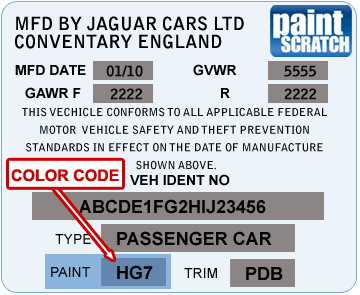 MFD BY JAGUAR CARS LTD
CONVENTARY ENGLAND
paint
SCRATCH
MFD DATE 01/10 GVWR 5555
GAWR F 2222 R 2222
THIS VECHICLE CONFORMS TO ALL APPLICABLE FEDERAL
MOTOR VEHICLE SAFETY AND THEFT PREVENTION
STANDARDS IN EFFECT ON THE DATE OF MANUFACTURE
SHOWN ABOVE.
COLOR CODE
VEH IDENT NO
ABCDE1FG2HIJ23456
TYPE PASSENGER CAR
PAINT HG7 TRIM PDB